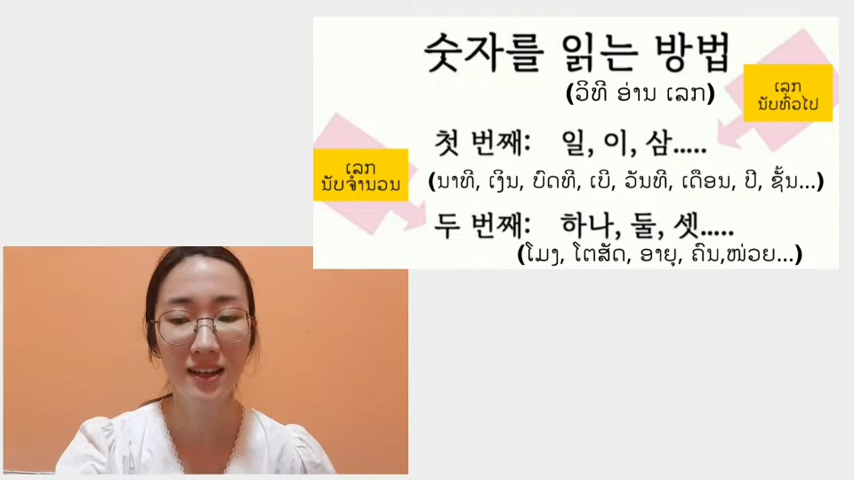 숫자를 읽는 방법
(ວິທີ ອ່ານ ເລກ)
ເລກ
ນັບທົ່ວໄປ
첫 번째: 일, 이, 삼.....
ເລກ
ນັບຈຳນວນ
(ນາທີ, ເງິນ, ບົດທີ, ເບີ, ວັນທີ, ເດືອນ, ປີ, ຊັ້ນ...)
두 번째: 하나, 둘, 셋.....
(ໂມງ, ໂຕສັດ, ອາຍຸ, ຄົນ,ໜ່ວຍ...)